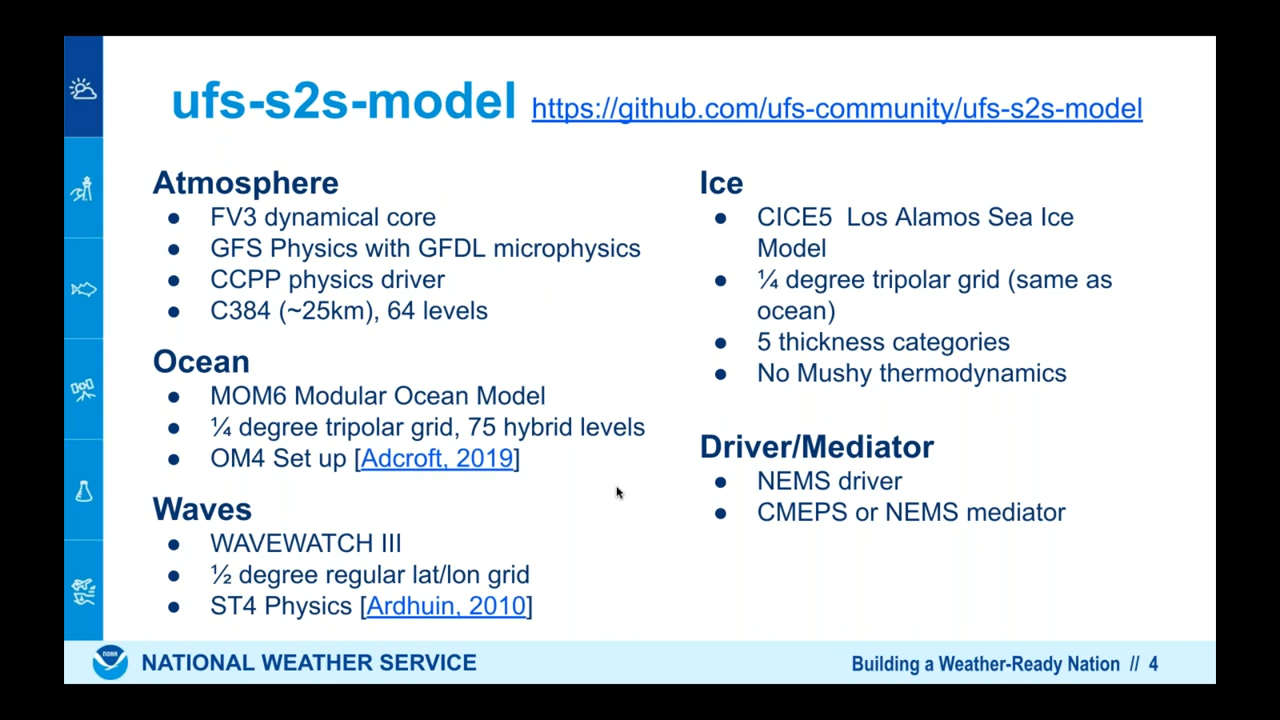 ufs-s2s-model https://github.com/ufs-community/ufs-s2s-model
Atmosphere
● FV3 dynamical core
● GFS Physics with GFDL microphysics
● CCPP physics driver
● C384 (~25km), 64 levels
Ocean
● MOM6 Modular Ocean Model
● ¼ degree tripolar grid, 75 hybrid levels
● OM4 Set up [Adcroft, 2019]
Waves
● WAVEWATCH III
● ½ degree regular lat/lon grid
● ST4 Physics [Ardhuin, 2010]
Ice
● CICE5 Los Alamos Sea Ice
Model
● ¼ degree tripolar grid (same as
ocean)
● 5 thickness categories
● No Mushy thermodynamics
Driver/Mediator
● NEMS driver
● CMEPS or NEMS mediator
NOAA
NATIONAL WEATHER SERVICE
Building a Weather-Ready Nation // 4